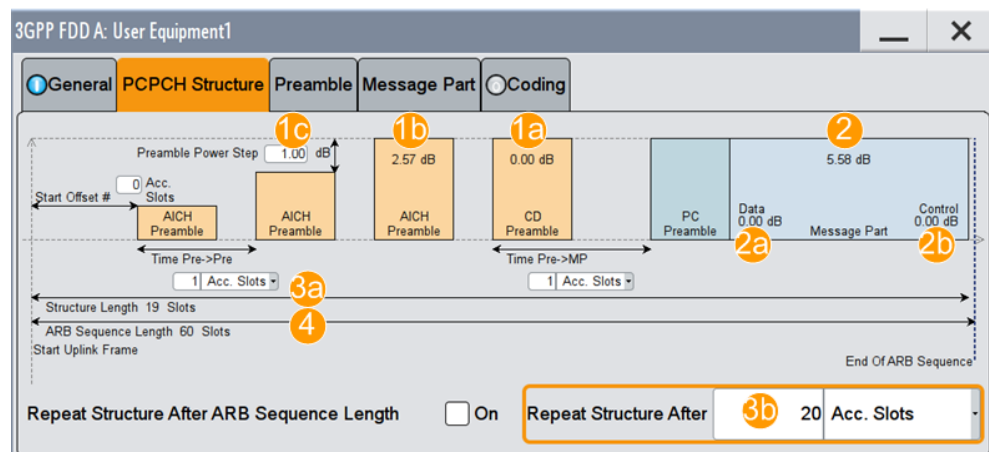 3GPP FDD A: User Equipment1
General PCPCH Structure Preamble Message Part Coding
1c 1b 1a 2
Preamble Power Step 1.00 dB
2.57 dB
0.00 dB
5.58 dB
Start Offset # 0 Acc. Slots
AICH Preamble
AICH Preamble
AICH Preamble
CD Preamble
PC Preamble
Data 0.00 dB
2a
Message Part
Control 0.00 dB
2b
Time Pre->Pre
1 Acc. Slots
3a
Time Pre->MP
1 Acc. Slots
Structure Length 19 Slots
ARB Sequence Length 60 Slots
4
Start Uplink Frame
End Of ARB Sequence
Repeat Structure After ARB Sequence Length On
Repeat Structure After 3b 20 Acc. Slots